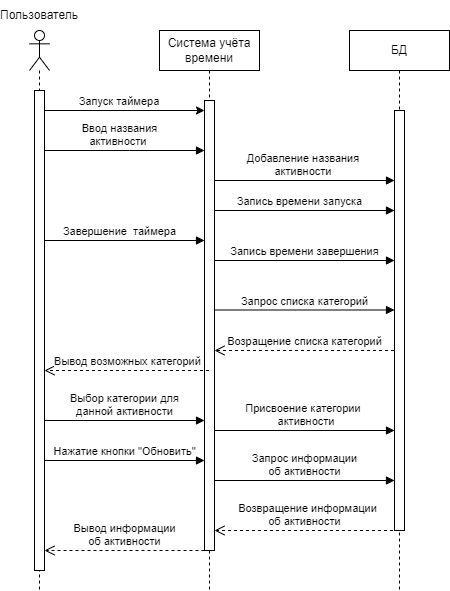 Пользователь
Система учёта
времени
БД
Запуск таймера
Ввод названия
активности
Добавление названия
активности
Запись времени запуска
Завершение таймера
Запись времени завершения
Запрос списка категорий
Возращение списка категорий
Вывод возможных категорий
Выбор категории для
данной активности
Присвоение категории
активности
Нажатие кнопки "Обновить"
Запрос информации
об активности
Возвращение информации
об активности
Вывод информации
об активности